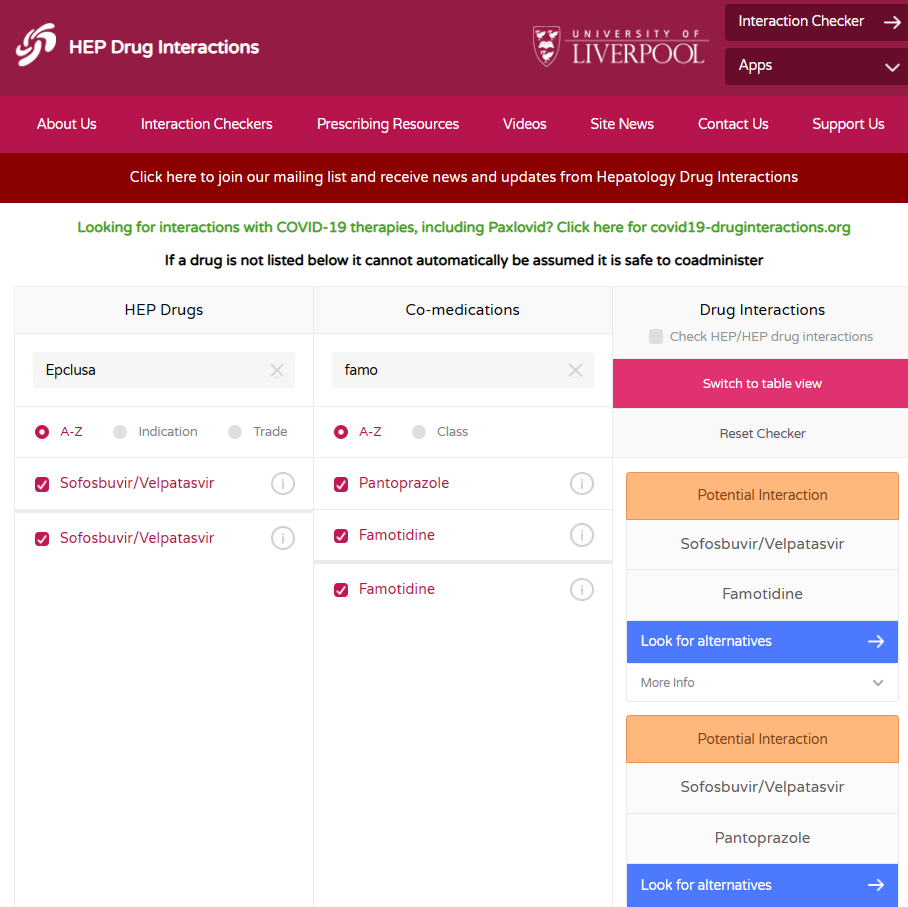 HEP Drug Interactions
UNIVERSITY OF
LIVERPOOL
Interaction Checker
Apps
About Us
Interaction Checkers
Prescribing Resources
Videos
Site News
Contact Us
Support Us
Click here to join our mailing list and receive news and updates from Hepatology Drug Interactions
Looking for interactions with COVID-19 therapies, including Paxlovid? Click here for covid19-druginteractions.org
If a drug is not listed below it cannot automatically be assumed it is safe to coadminister
HEP Drugs
Epclusa
A-Z
Indication
Trade
Sofosbuvir/Velpatasvir
Sofosbuvir/Velpatasvir
Co-medications
famo
A-Z
Class
Pantoprazole
Famotidine
Famotidine
Drug Interactions
Check HEP/HEP drug interactions
Switch to table view
Reset Checker
Potential Interaction
Sofosbuvir/Velpatasvir
Famotidine
Look for alternatives
More Info
Potential Interaction
Sofosbuvir/Velpatasvir
Pantoprazole
Look for alternatives